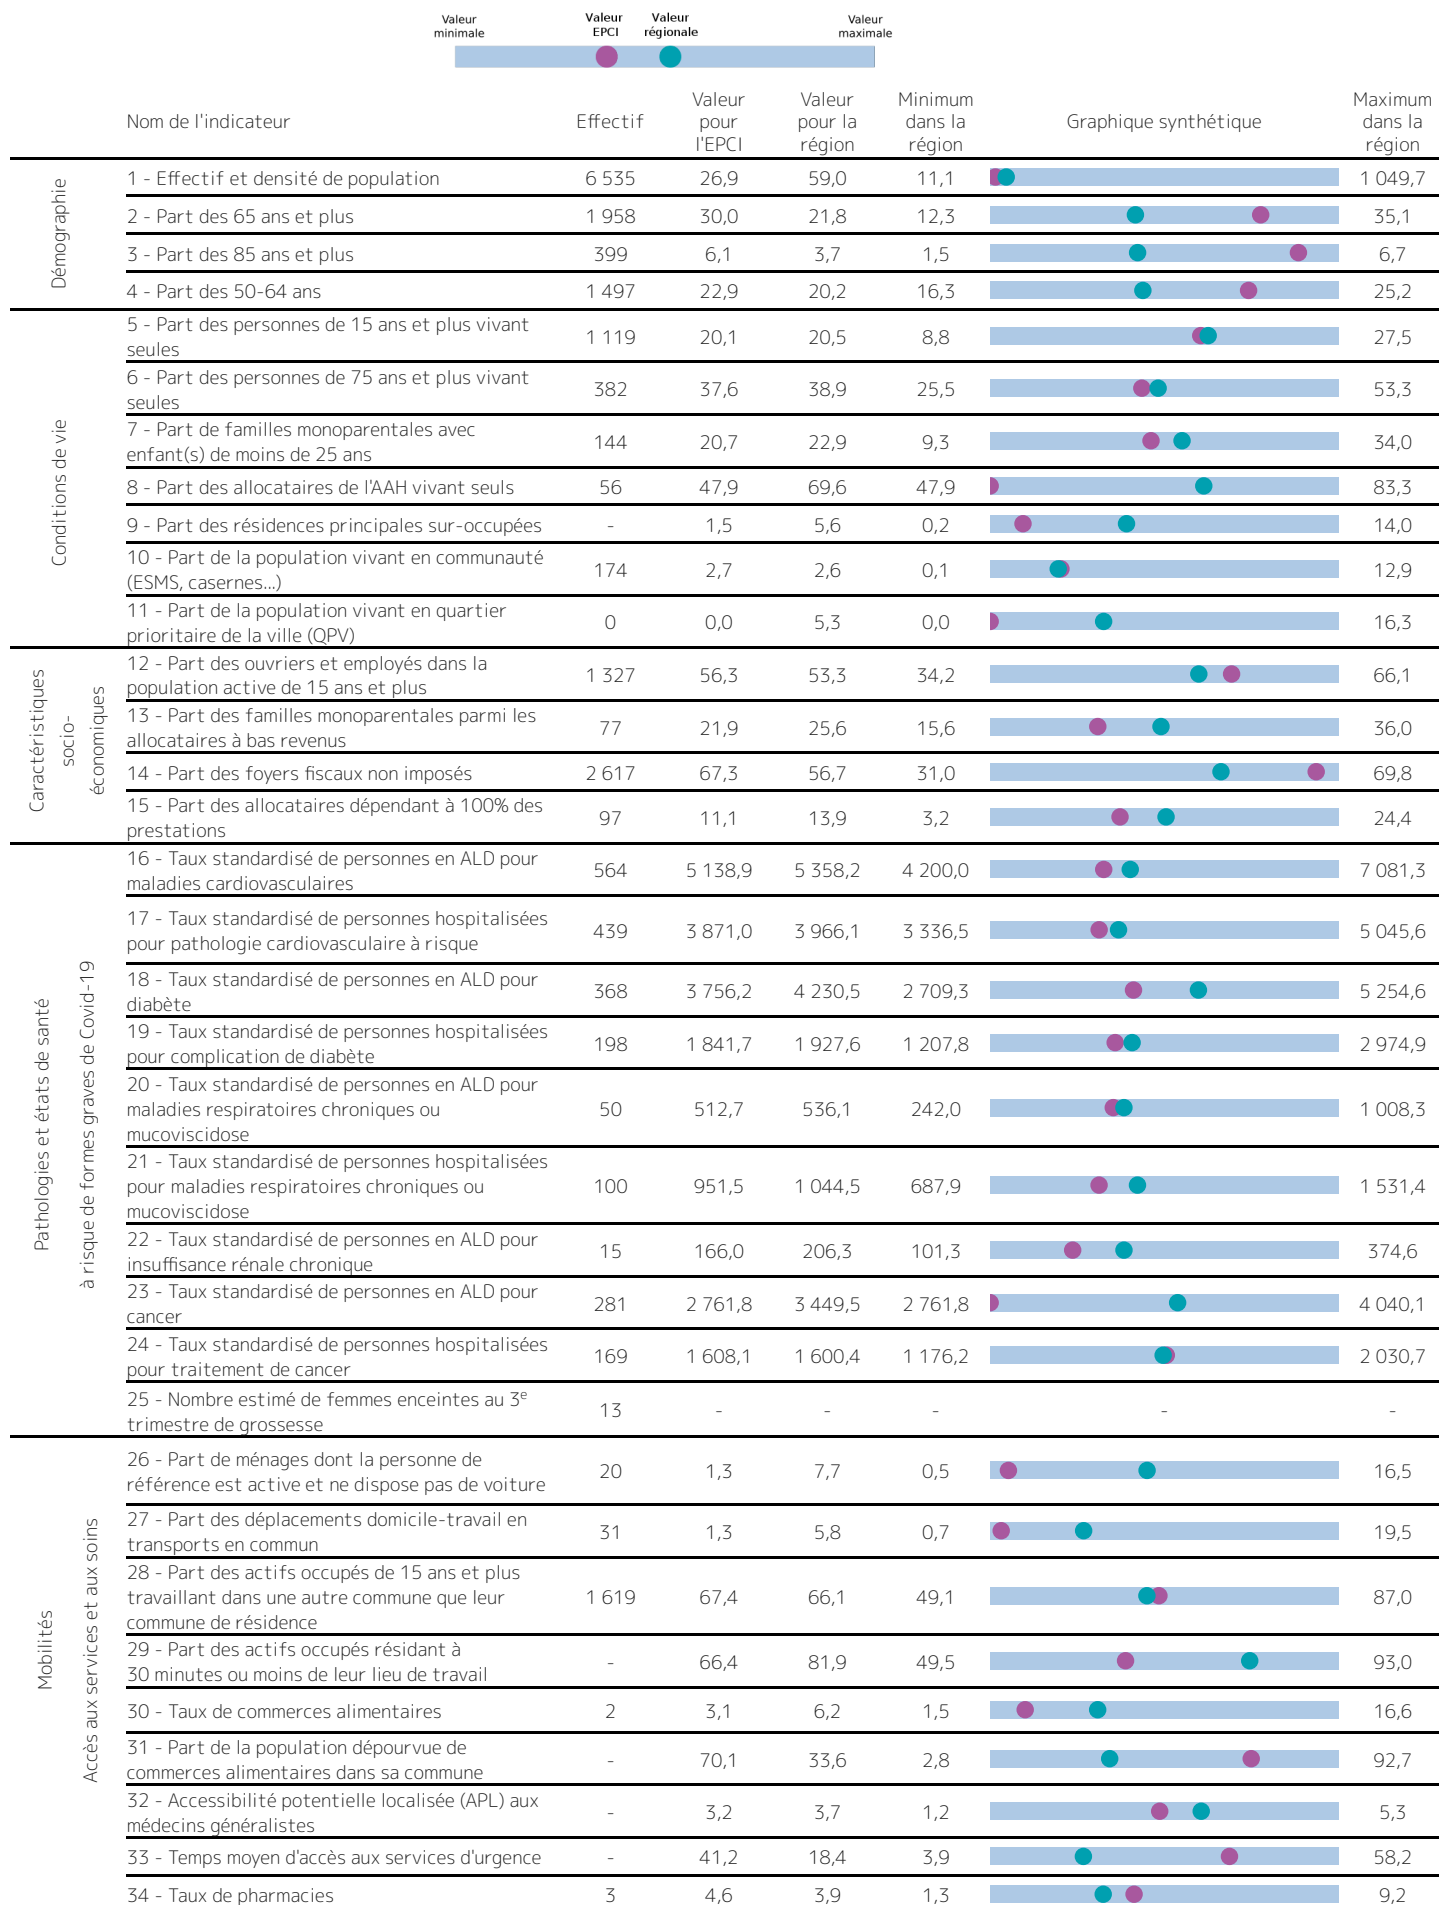 Valeur
minimale
Valeur
EPCI
Valeur
régionale
Valeur
maximale
Nom de l'indicateur
Effectif
Valeur
pour
l'EPCI
Valeur
pour la
région
Minimum
dans la
région
Graphique synthétique
Maximum
dans la
région
Démographie
1 - Effectif et densité de population 6 535 26,9 59,0 11,1 1 049,7
2 - Part des 65 ans et plus 1 958 30,0 21,8 12,3 35,1
3 - Part des 85 ans et plus 399 6,1 3,7 1,5 6,7
4 - Part des 50-64 ans 1 497 22,9 20,2 16,3 25,2
Conditions de vie
5 - Part des personnes de 15 ans et plus vivant
seules 1 119 20,1 20,5 8,8 27,5
6 - Part des personnes de 75 ans et plus vivant
seules 382 37,6 38,9 25,5 53,3
7 - Part de familles monoparentales avec
enfant(s) de moins de 25 ans 144 20,7 22,9 9,3 34,0
8 - Part des allocataires de l'AAH vivant seuls 56 47,9 69,6 47,9 83,3
9 - Part des résidences principales sur-occupées - 1,5 5,6 0,2 14,0
10 - Part de la population vivant en communauté
(ESMS, casernes...) 174 2,7 2,6 0,1 12,9
11 - Part de la population vivant en quartier
prioritaire de la ville (QPV) 0 0,0 5,3 0,0 16,3
Caractéristiques
socio-
économiques
12 - Part des ouvriers et employés dans la
population active de 15 ans et plus 1 327 56,3 53,3 34,2 66,1
13 - Part des familles monoparentales parmi les
allocataires à bas revenus 77 21,9 25,6 15,6 36,0
14 - Part des foyers fiscaux non imposés 2 617 67,3 56,7 31,0 69,8
15 - Part des allocataires dépendant à 100% des
prestations 97 11,1 13,9 3,2 24,4
Pathologies et états de santé
à risque de formes graves de Covid-19
16 - Taux standardisé de personnes en ALD pour
maladies cardiovasculaires 564 5 138,9 5 358,2 4 200,0 7 081,3
17 - Taux standardisé de personnes hospitalisées
pour pathologie cardiovasculaire à risque 439 3 871,0 3 966,1 3 336,5 5 045,6
18 - Taux standardisé de personnes en ALD pour
diabète 368 3 756,2 4 230,5 2 709,3 5 254,6
19 - Taux standardisé de personnes hospitalisées
pour complication de diabète 198 1 841,7 1 927,6 1 207,8 2 974,9
20 - Taux standardisé de personnes en ALD pour
maladies respiratoires chroniques ou 50 512,7 536,1 242,0 1 008,3
mucoviscidose
21 - Taux standardisé de personnes hospitalisées
pour maladies respiratoires chroniques ou 100 951,5 1 044,5 687,9 1 531,4
mucoviscidose
22 - Taux standardisé de personnes en ALD pour
insuffisance rénale chronique 15 166,0 206,3 101,3 374,6
23 - Taux standardisé de personnes en ALD pour
cancer 281 2 761,8 3 449,5 2 761,8 4 040,1
24 - Taux standardisé de personnes hospitalisées
pour traitement de cancer 169 1 608,1 1 600,4 1 176,2 2 030,7
25 - Nombre estimé de femmes enceintes au 3e
trimestre de grossesse 13 - - - - -
Mobilités
Accès aux services et aux soins
26 - Part de ménages dont la personne de
référence est active et ne dispose pas de voiture 20 1,3 7,7 0,5 16,5
27 - Part des déplacements domicile-travail en
transports en commun 31 1,3 5,8 0,7 19,5
28 - Part des actifs occupés de 15 ans et plus
travaillant dans une autre commune que leur 1 619 67,4 66,1 49,1 87,0
commune de résidence
29 - Part des actifs occupés résidant à
30 minutes ou moins de leur lieu de travail - 66,4 81,9 49,5 93,0
30 - Taux de commerces alimentaires 2 3,1 6,2 1,5 16,6
31 - Part de la population dépourvue de
commerces alimentaires dans sa commune - 70,1 33,6 2,8 92,7
32 - Accessibilité potentielle localisée (APL) aux
médecins généralistes - 3,2 3,7 1,2 5,3
33 - Temps moyen d'accès aux services d'urgence - 41,2 18,4 3,9 58,2
34 - Taux de pharmacies 3 4,6 3,9 1,3 9,2